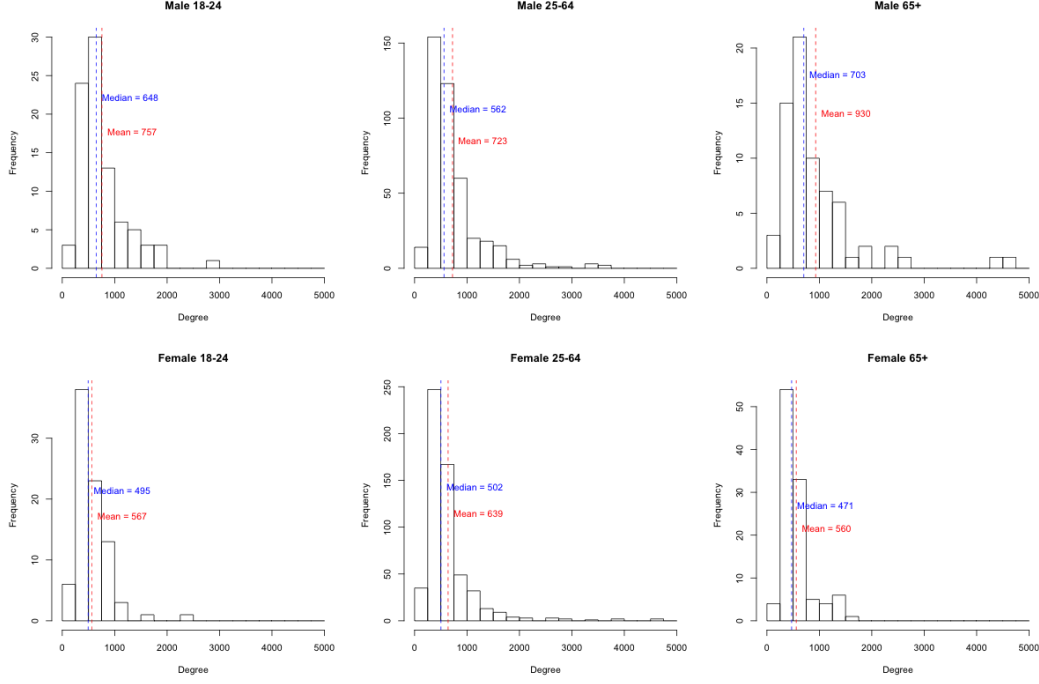 Male 18-24
Frequency
0 5 10 15 20 25 30
Median = 648
Mean = 757
0 1000 2000 3000 4000 5000
Degree
Male 25-64
Frequency
0 50 100 150
Median = 562
Mean = 723
0 1000 2000 3000 4000 5000
Degree
Male 65+
Frequency
0 5 10 15 20
Median = 703
Mean = 930
0 1000 2000 3000 4000 5000
Degree
Female 18-24
Frequency
0 10 20 30
Median = 495
Mean = 567
0 1000 2000 3000 4000 5000
Degree
Female 25-64
Frequency
0 50 100 150 200 250
Median = 502
Mean = 639
0 1000 2000 3000 4000 5000
Degree
Female 65+
Frequency
0 10 20 30 40 50
Median = 471
Mean = 560
0 1000 2000 3000 4000 5000
Degree